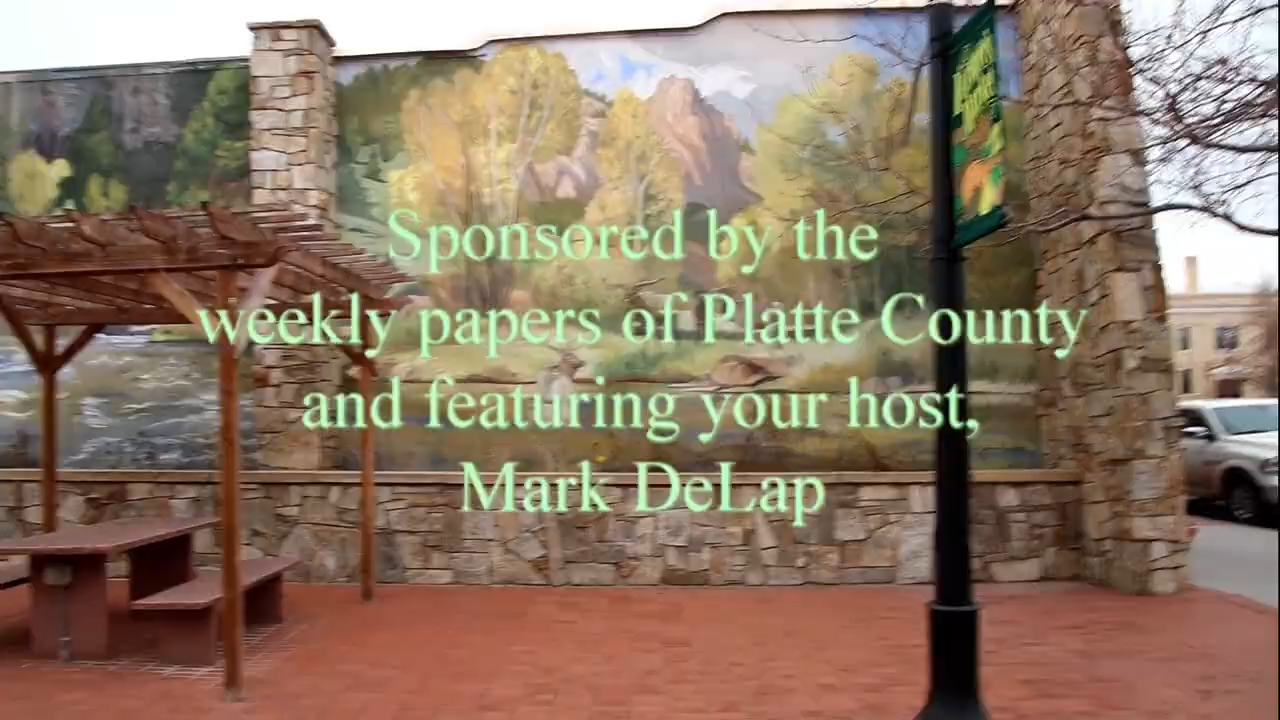 Sponsored by the
weekly papers of Platte County
and featuring your host,
Mark DeLap